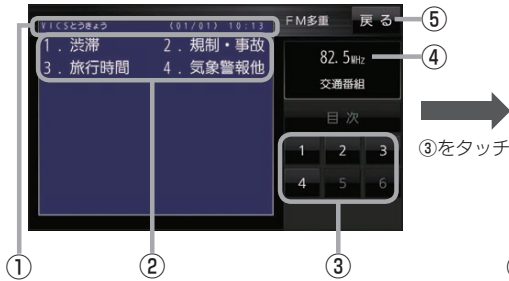 VICSとうきょう (01/01) 10:13 FM多重 戻る ⑤
1.渋滞 2.規制・事故
3.旅行時間 4.気象警報他
82.5MHz ④
交通番組
目次
1 2 3
4 5 6
③をタッチ
① ② ③